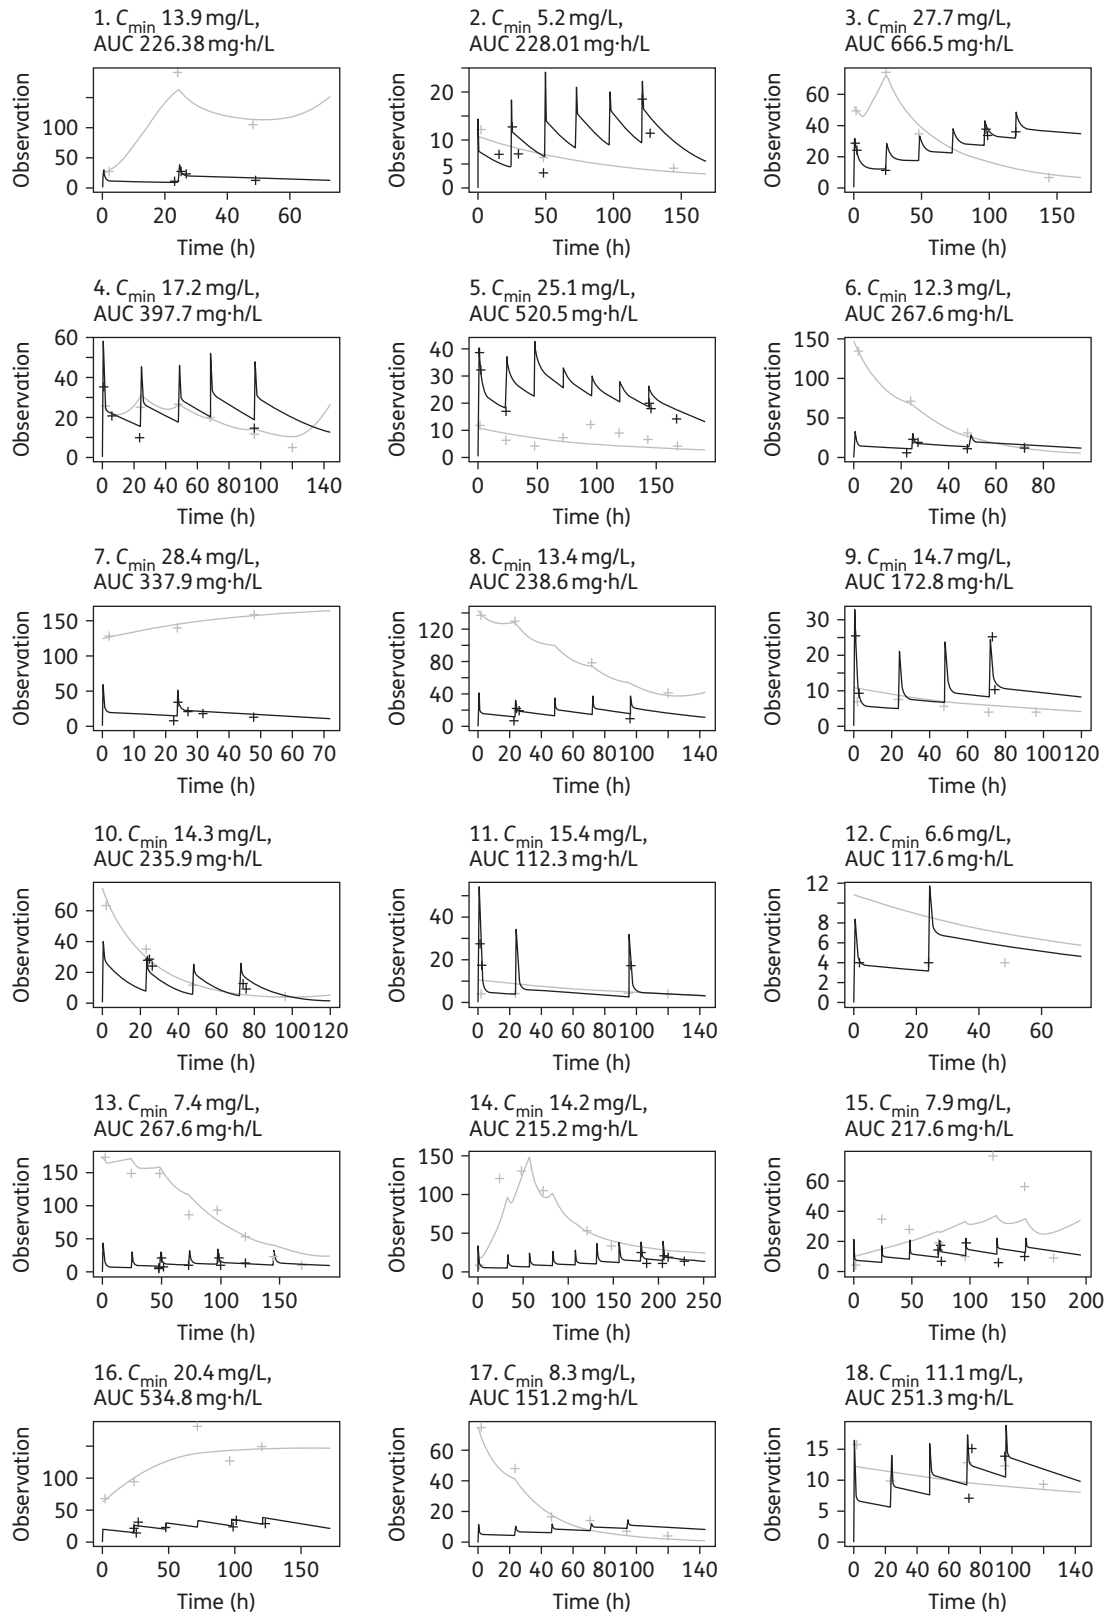 1. Cmin 13.9 mg/L, 2. Cmin 5.2 mg/L, 3. Cmin 27.7 mg/L,
AUC 226.38 mg·h/L AUC 228.01 mg·h/L AUC 666.5 mg·h/L
Observation Observation Observation
100 20 60
50 15 40
0 10 20
5 0
0
0 20 40 60 0 50 100 150 0 50 100 150
Time (h) Time (h) Time (h)
4. Cmin 17.2 mg/L, 5. Cmin 25.1 mg/L, 6. Cmin 12.3 mg/L,
AUC 397.7 mg·h/L AUC 520.5 mg·h/L AUC 267.6 mg·h/L
Observation Observation Observation
60 40 150
40 30 100
20 20 50
0 10 0
0
0 20 40 60 80 100 140 0 50 100 150 0 20 40 60 80
Time (h) Time (h) Time (h)
7. Cmin 28.4 mg/L, 8. Cmin 13.4 mg/L, 9. Cmin 14.7 mg/L,
AUC 337.9 mg·h/L AUC 238.6 mg·h/L AUC 172.8 mg·h/L
Observation Observation Observation
150 120 30
100 80 20
50 40 10
0 0 0
0 10 20 30 40 50 60 70 0 20 40 60 80 100 140 0 20 40 60 80 100 120
Time (h) Time (h) Time (h)
10. Cmin 14.3 mg/L, 11. Cmin 15.4 mg/L, 12. Cmin 6.6 mg/L,
AUC 235.9 mg·h/L AUC 112.3 mg·h/L AUC 117.6 mg·h/L
Observation Observation Observation
60 40 12
40 20 10
20 0 8
0 6
4
2
0
0 20 40 60 80 100 120 0 20 40 60 80 100 140 0 20 40 60
Time (h) Time (h) Time (h)
13. Cmin 7.4 mg/L, 14. Cmin 14.2 mg/L, 15. Cmin 7.9 mg/L,
AUC 267.6 mg·h/L AUC 215.2 mg·h/L AUC 217.6 mg·h/L
Observation Observation Observation
150 150 60
100 100 40
50 50 20
0 0 0
0 50 100 150 0 50 100 150 200 250 0 50 100 150 200
Time (h) Time (h) Time (h)
16. Cmin 20.4 mg/L, 17. Cmin 8.3 mg/L, 18. Cmin 11.1 mg/L,
AUC 534.8 mg·h/L AUC 151.2 mg·h/L AUC 251.3 mg·h/L
Observation Observation Observation
100 60 15
50 40 10
0 20 5
0 0
0 50 100 150 0 20 40 60 80 100 140 0 20 40 60 80 100 140
Time (h) Time (h) Time (h)